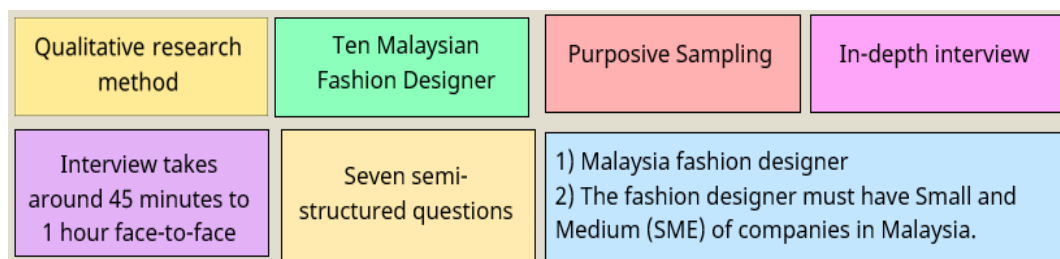 Qualitative research
method
Ten Malaysian
Fashion Designer
Purposive Sampling
In-depth interview
Interview takes
around 45 minutes to
1 hour face-to-face
Seven semi-
structured questions
1) Malaysia fashion designer
2) The fashion designer must have Small and
Medium (SME) of companies in Malaysia.